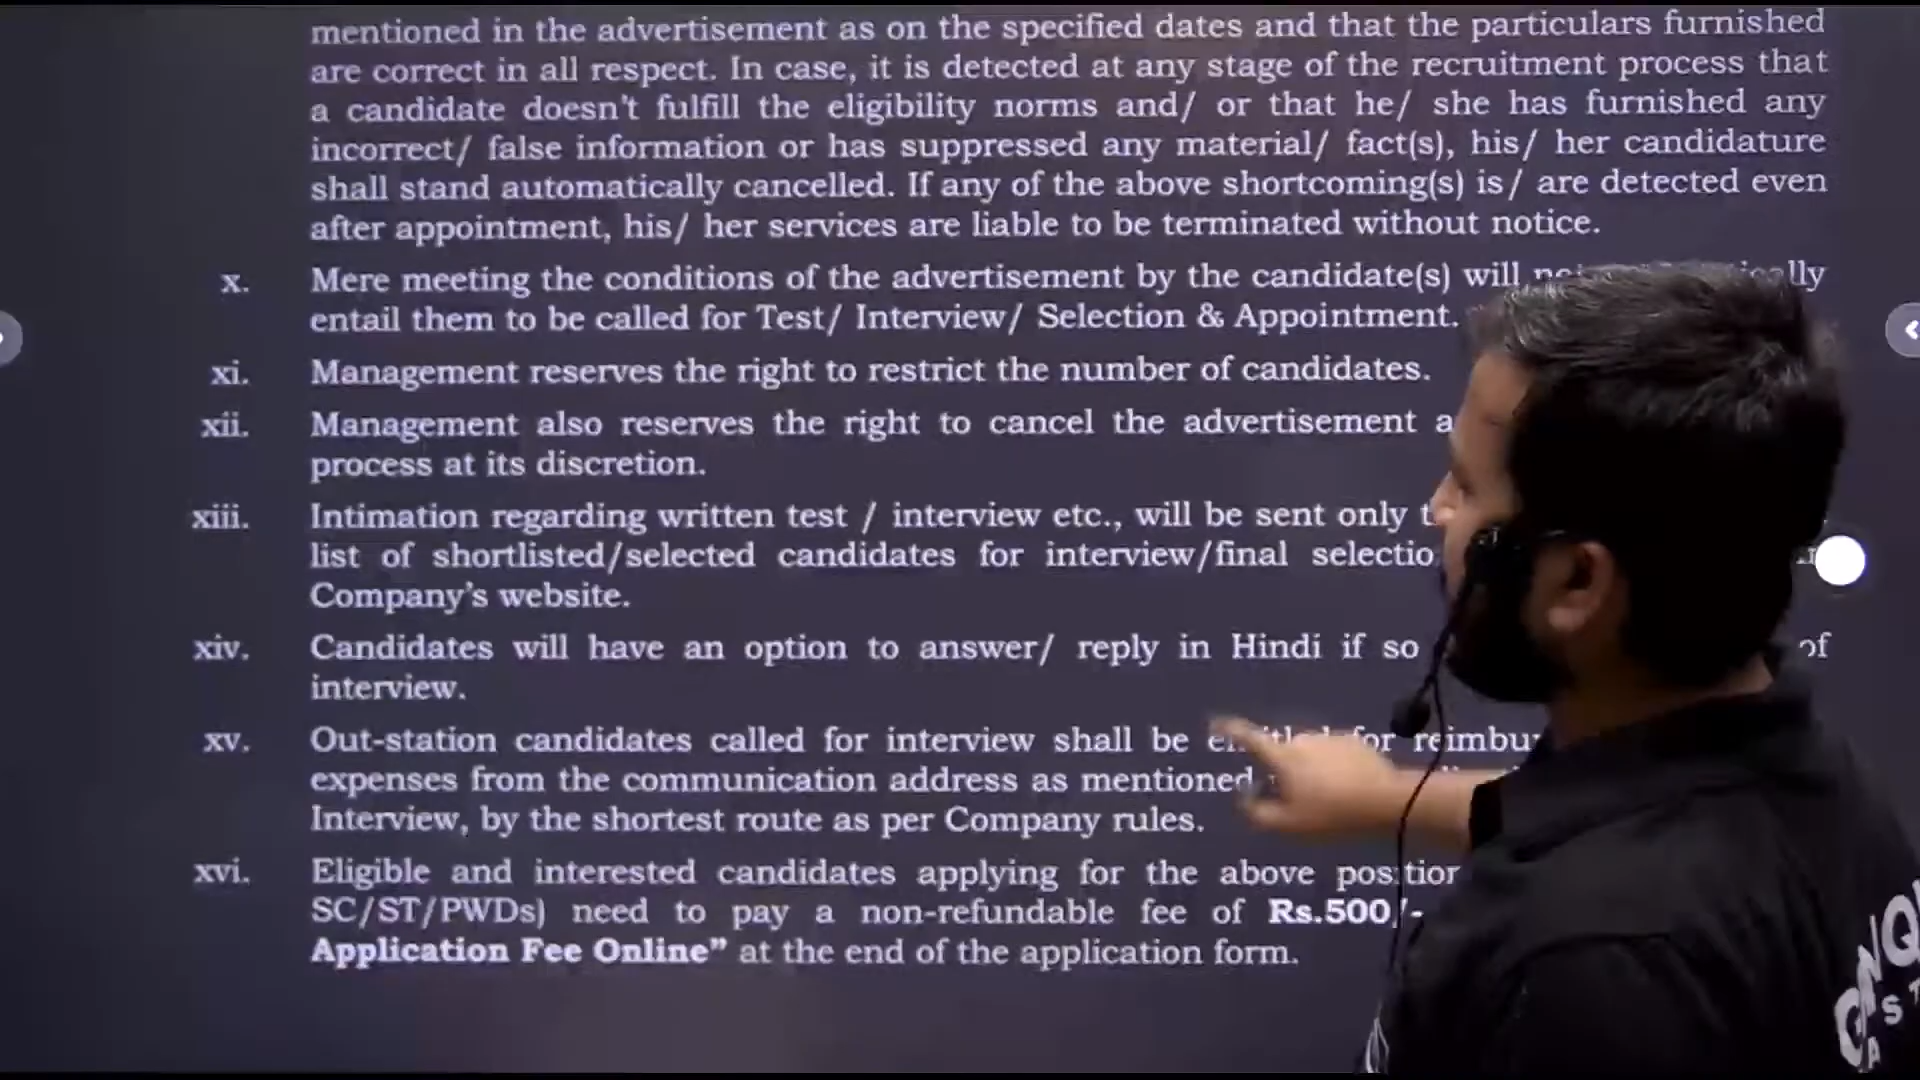 mentioned in the advertisement as on the specified dates and that the particulars furnished
are correct in all respect. In case, it is detected at any stage of the recruitment process that
a candidate doesn't fulfill the eligibility norms and/ or that he/ she has furnished any
incorrect/ false information or has suppressed any material/ fact(s), his/ her candidature
shall stand automatically cancelled. If any of the above shortcoming(s) is/ are detected even
after appointment, his/ her services are liable to be terminated without notice.
x. Mere meeting the conditions of the advertisement by the candidate(s) will
entail them to be called for Test/ Interview/ Selection & Appointment.
xi. Management reserves the right to restrict the number of candidates.
xii. Management also reserves the right to cancel the advertisement
process at its discretion.
xiii. Intimation regarding written test / interview etc., will be sent only
list of shortlisted/selected candidates for interview/final
Company's website.
xiv. Candidates will have an option to answer/ reply in Hindi if so of
interview.
xv. Out-station candidates called for interview shall be for
expenses from the communication address as mentioned
Interview, by the shortest route as per Company rules.
xvi. Eligible and interested candidates applying for the above
SC/ST/PWDs) need to pay a non-refundable fee of Rs.500/-
Application Fee Online” at the end of the application form.